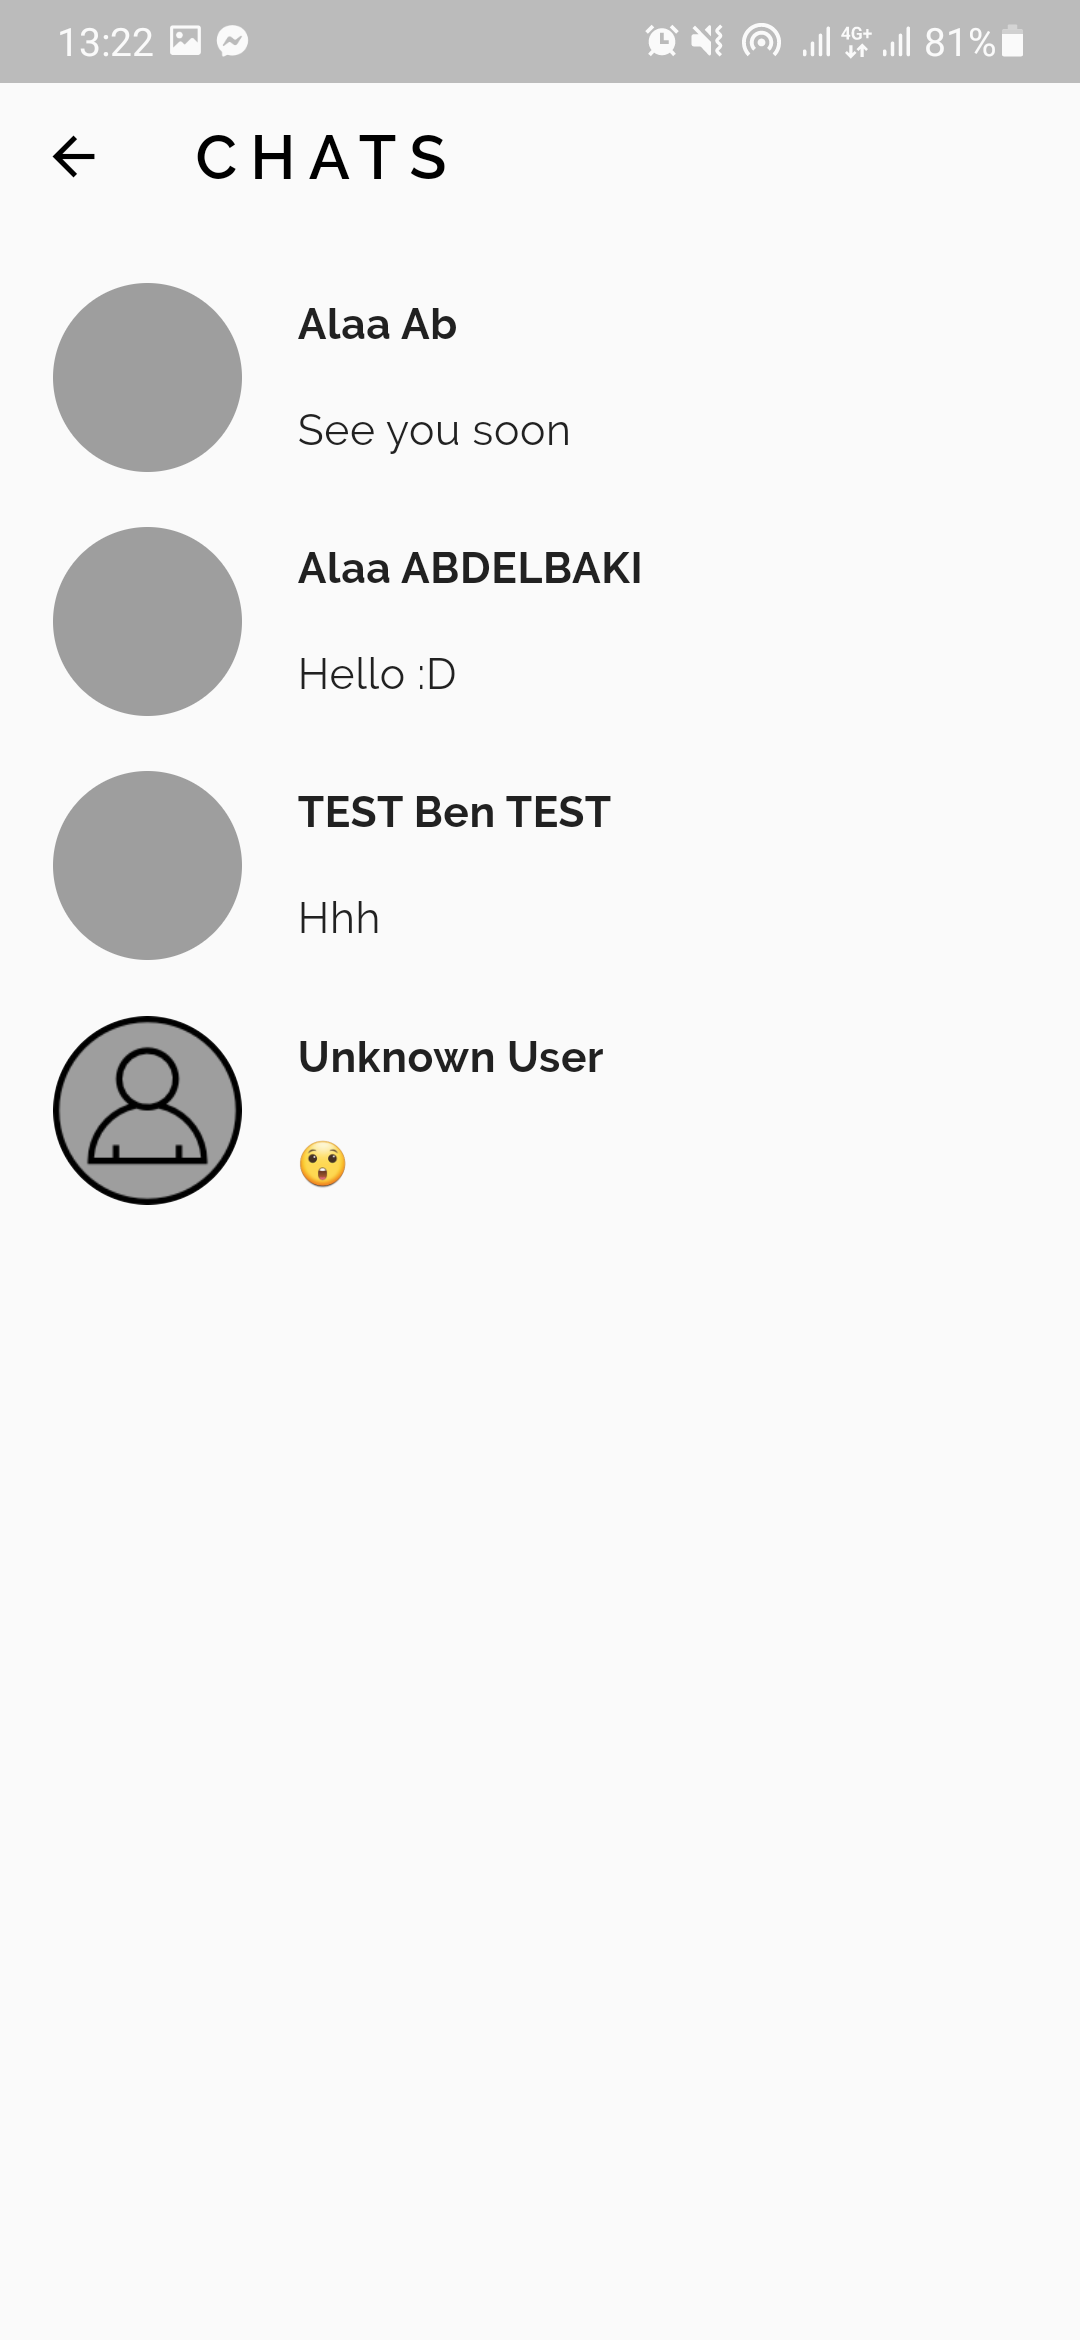 13:22 4G+ 81%
CHATS
Alaa Ab
See you soon
Alaa ABDELBAKI
Hello :D
TEST Ben TEST
Hhh
Unknown User
😲